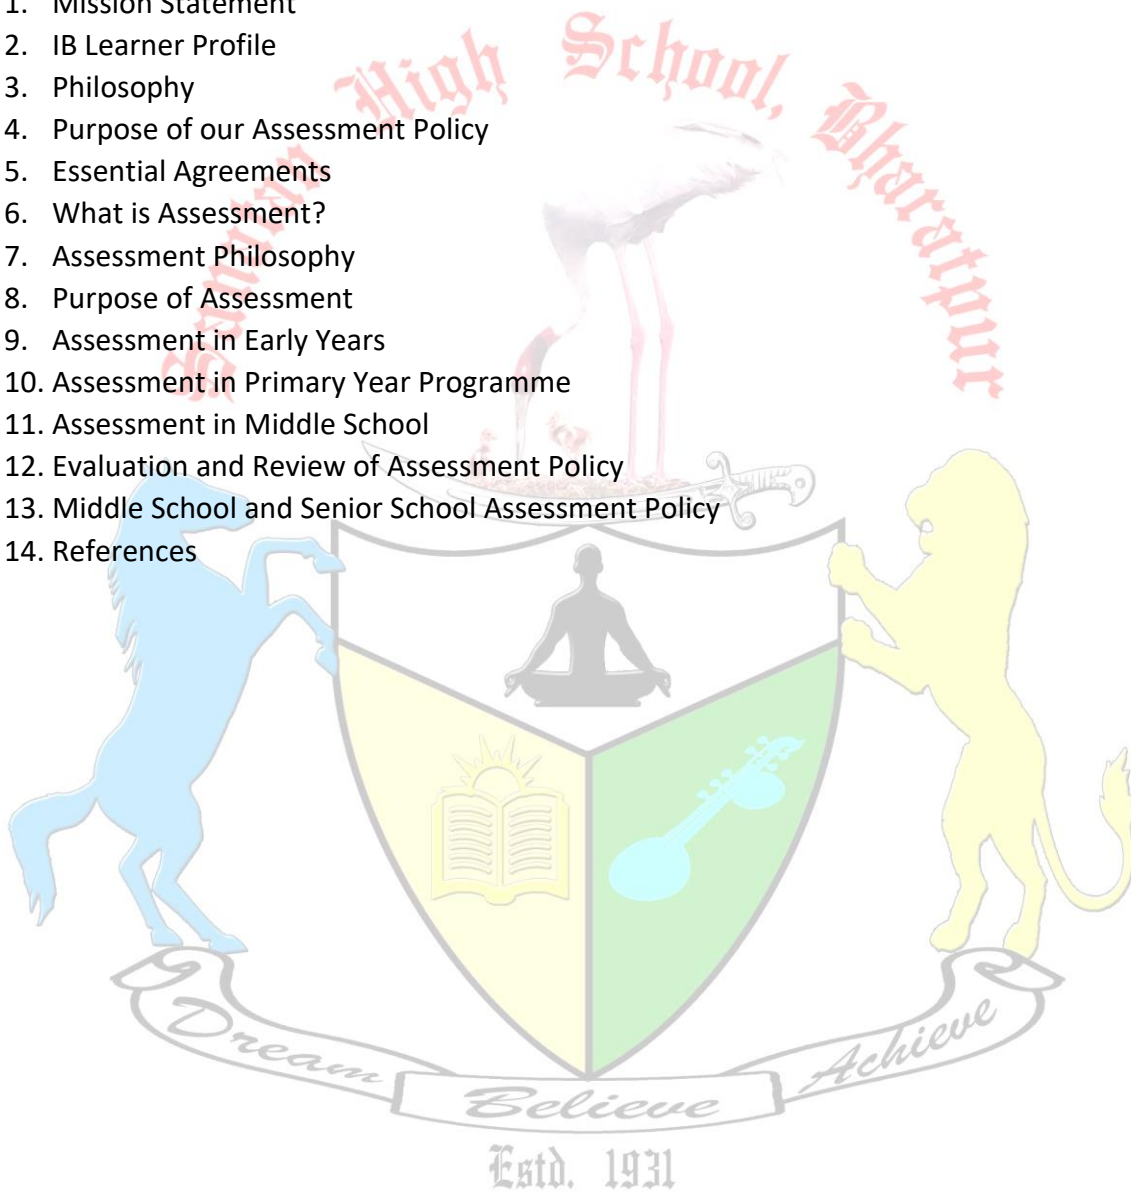 1. Mission Statement
2. IB Learner Profile
3. Philosophy
4. Purpose of our Assessment Policy
5. Essential Agreements
6. What is Assessment?
7. Assessment Philosophy
8. Purpose of Assessment
9. Assessment in Early Years
10. Assessment in Primary Year Programme
11. Assessment in Middle School
12. Evaluation and Review of Assessment Policy
13. Middle School and Senior School Assessment Policy
14. References
Sanatan High School, Bharatpur
Dream Believe Achieve
Estd. 1931